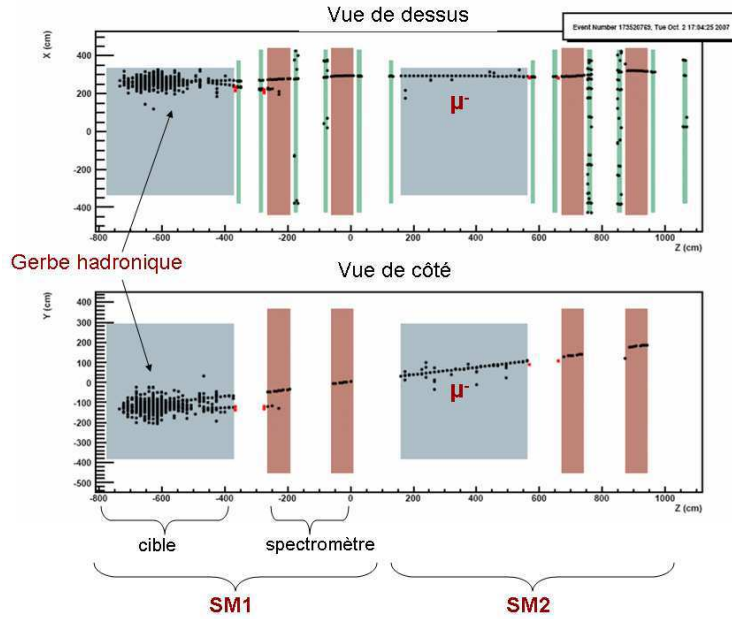 Vue de dessus
Event Number 173520769, Tue Oct. 2 17:04:25 2007
X (cm)
400
200
0
200
400
-800
-600
-400
-200
0
200
400
600
800
1000
Z (cm)
μ-
Gerbe hadronique
Vue de côté
Y (cm)
400
300
200
100
0
-100
-200
-300
-400
-500
-800
-600
-400
-200
0
200
400
600
800
1000
Z (cm)
μ-
cible
spectromètre
SM1
SM2